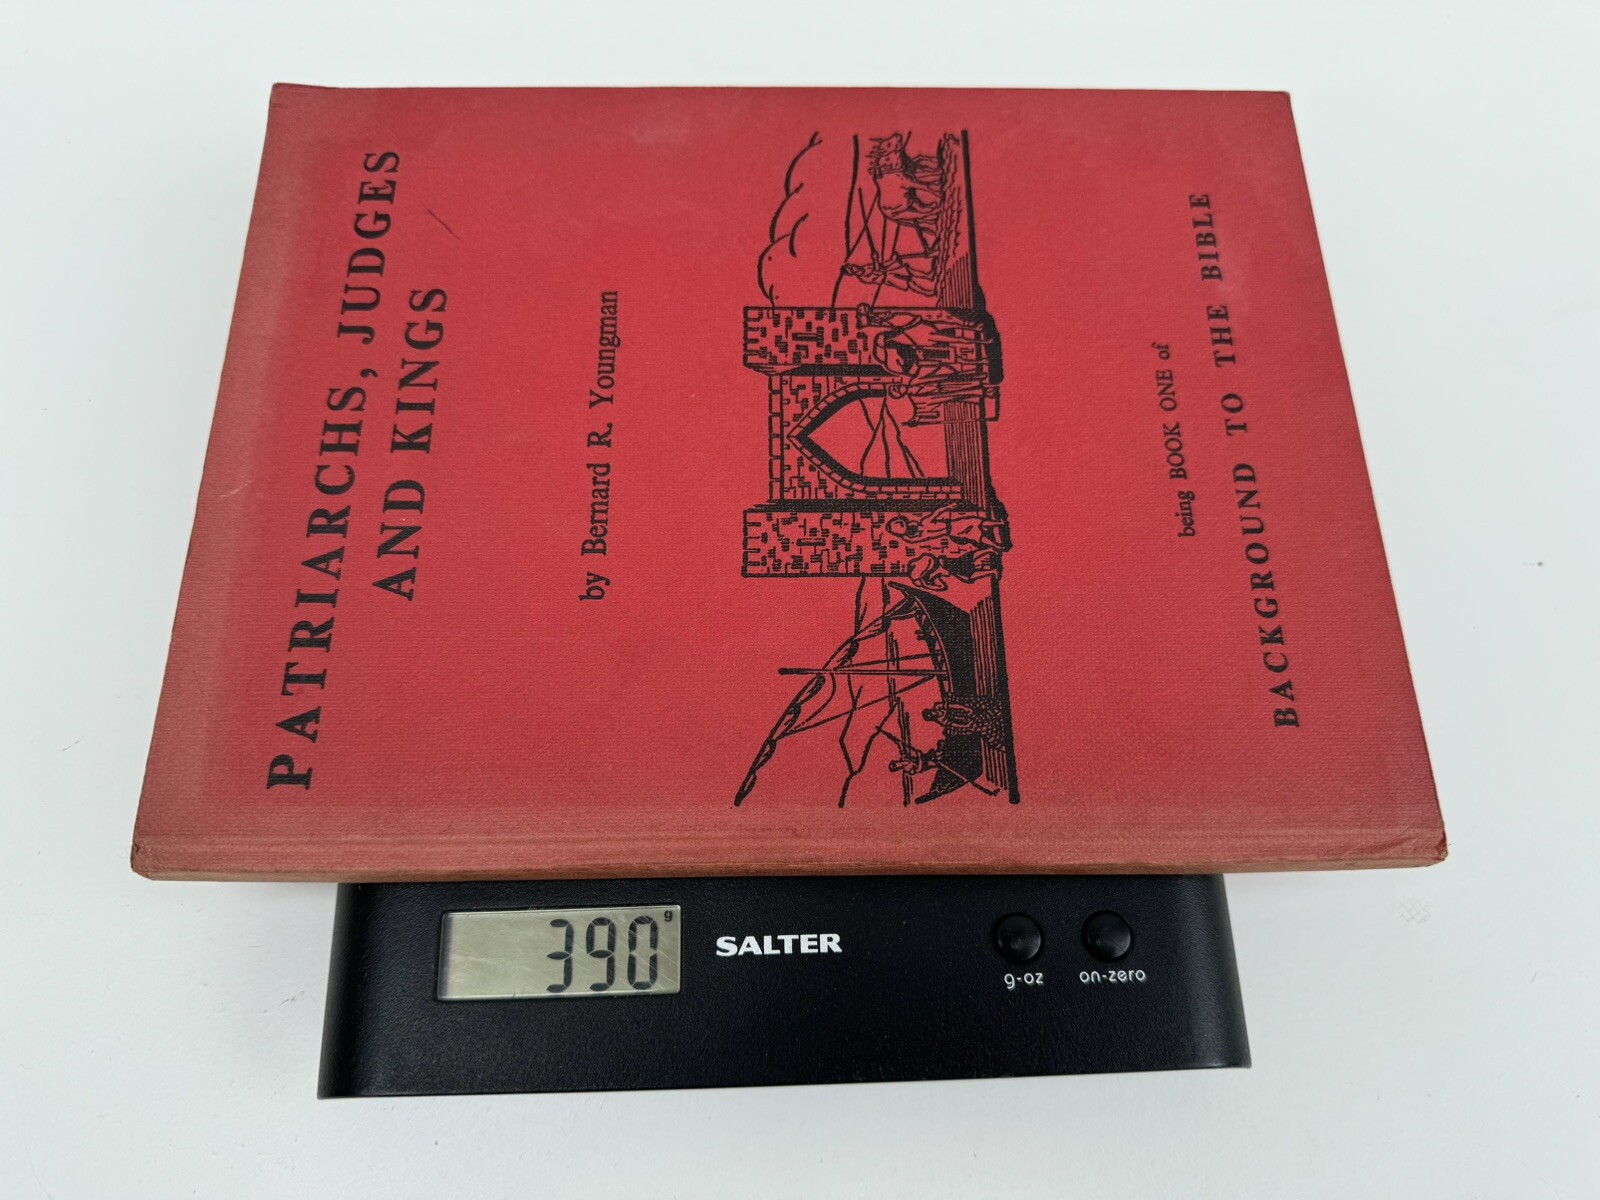 PATRIARCHS, JUDGES
AND KINGS
by Bernard R. Youngman
being BOOK ONE of
BACKGROUND TO THE BIBLE
390 g
SALTER
g-oz
on-zero